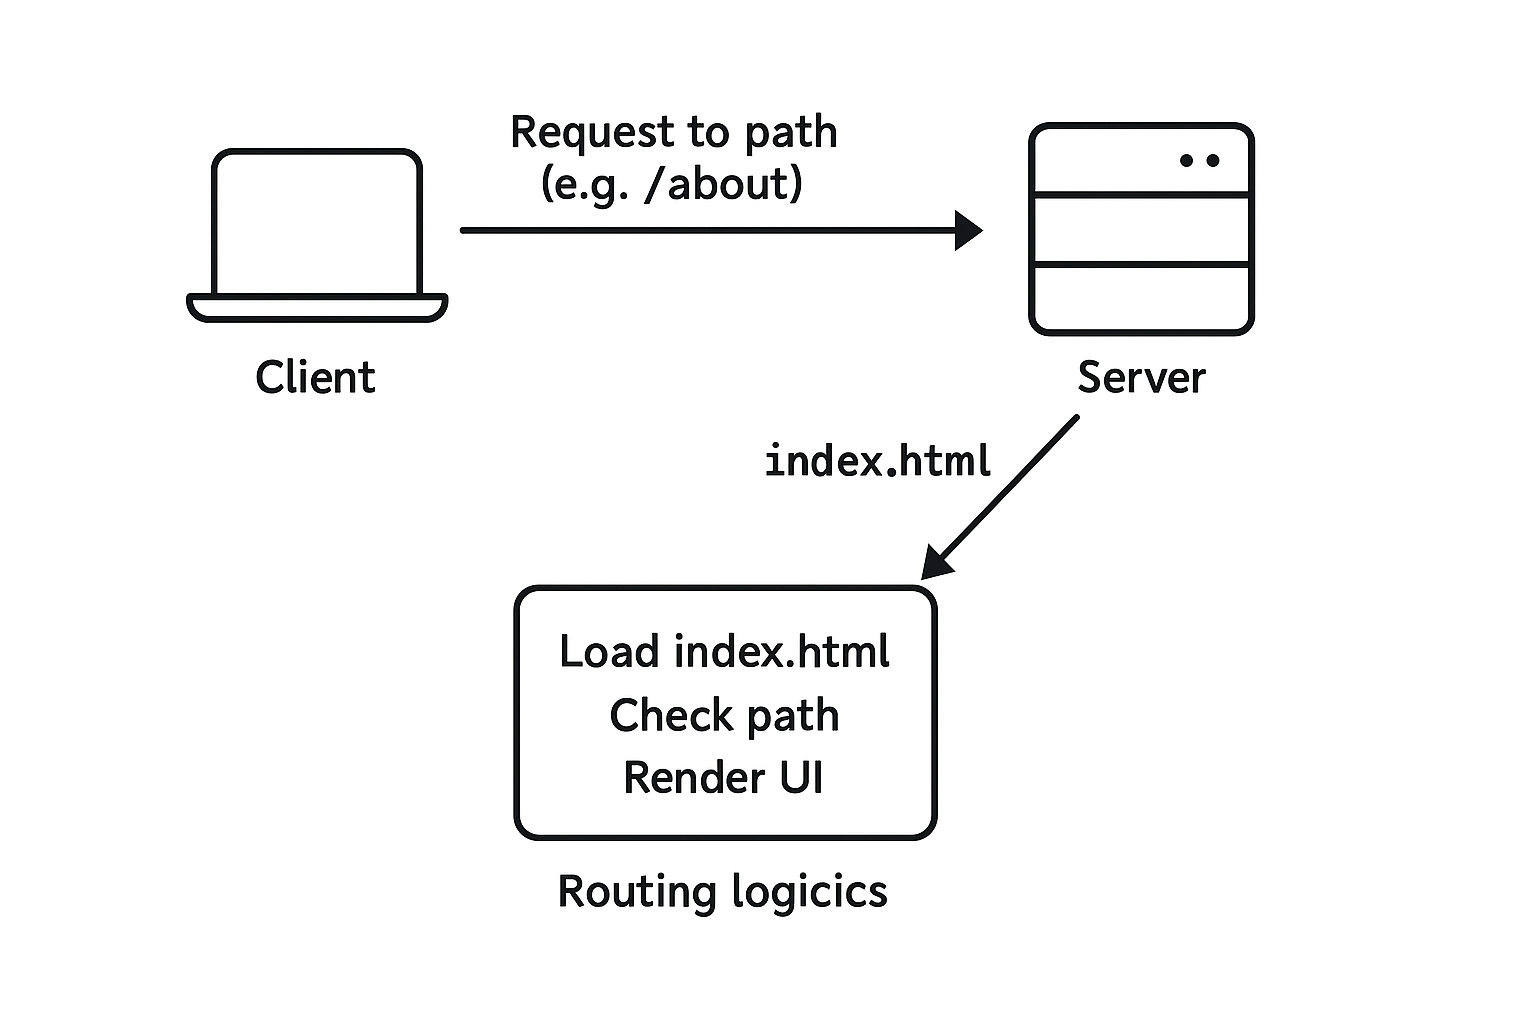 Request to path
(e.g. /about)
Client
Server
index.html
Load index.html
Check path
Render UI
Routing logicics